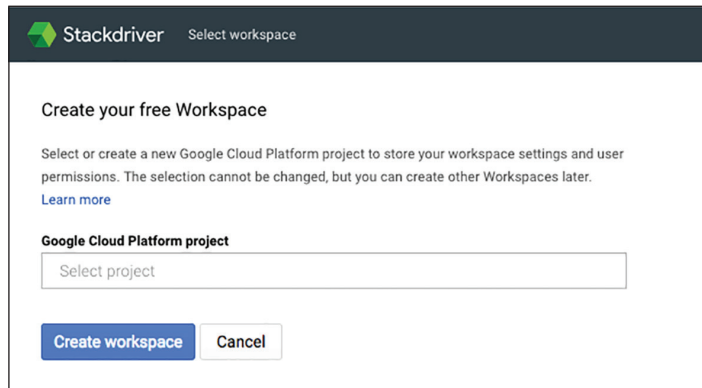 Stackdriver Select workspace
Create your free Workspace
Select or create a new Google Cloud Platform project to store your workspace settings and user
permissions. The selection cannot be changed, but you can create other Workspaces later.
Learn more
Google Cloud Platform project
Select project
Create workspace Cancel